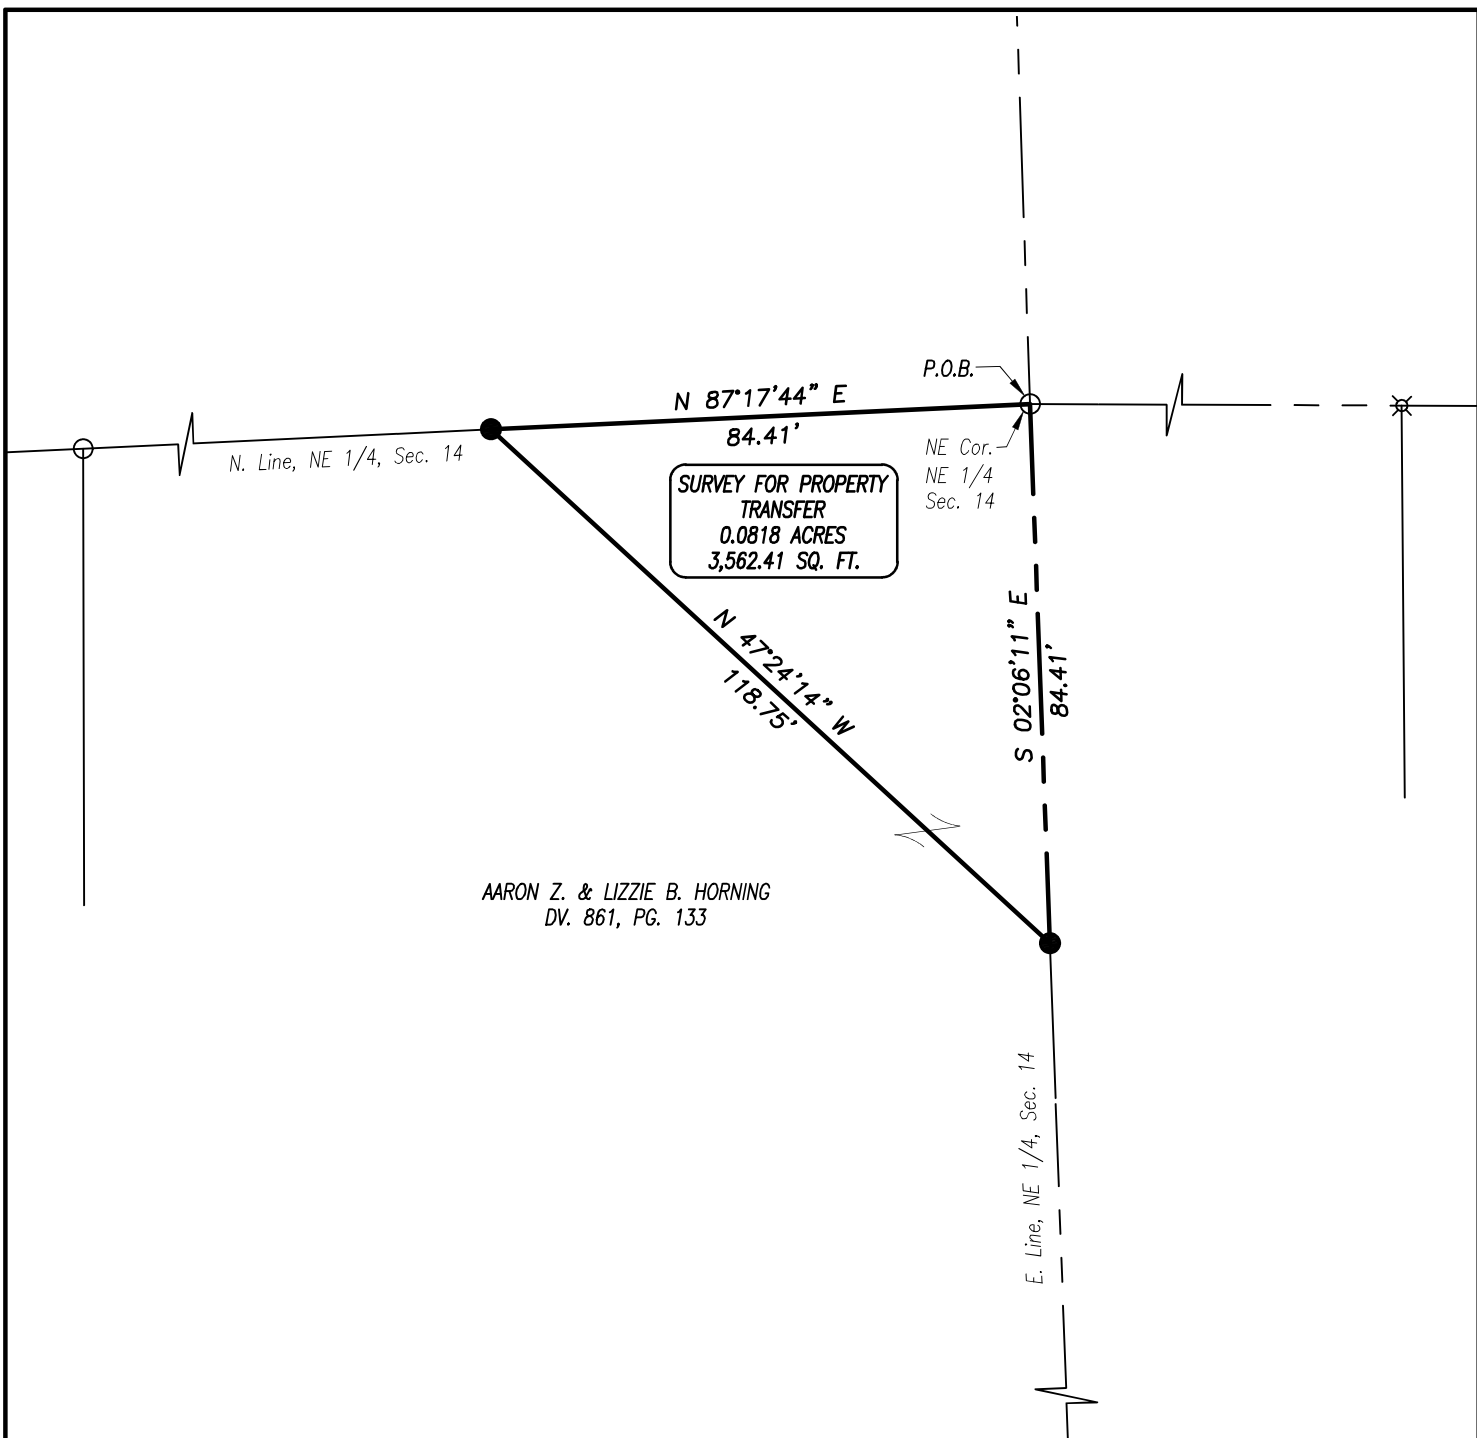 P.O.B.
N 87°17'44" E
84.41'
N. Line, NE 1/4, Sec. 14
NE Cor.
NE 1/4
Sec. 14
SURVEY FOR PROPERTY
TRANSFER
0.0818 ACRES
3,562.41 SQ. FT.
N 47°24'14" W
118.75'
S 02°06'11" E
84.41'
AARON Z. & LIZZIE B. HORNING
DV. 861, PG. 133
E. Line, NE 1/4, Sec. 14